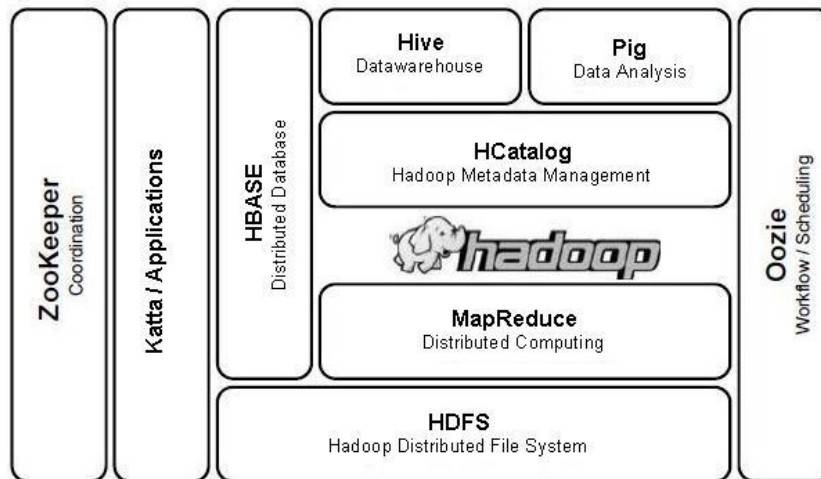 ZooKeeper
Coordination
Katta / Applications
HBASE
Distributed Database
Hive
Datawarehouse
Pig
Data Analysis
HCatalog
Hadoop Metadata Management
hadoop
MapReduce
Distributed Computing
HDFS
Hadoop Distributed File System
Oozie
Workflow / Scheduling